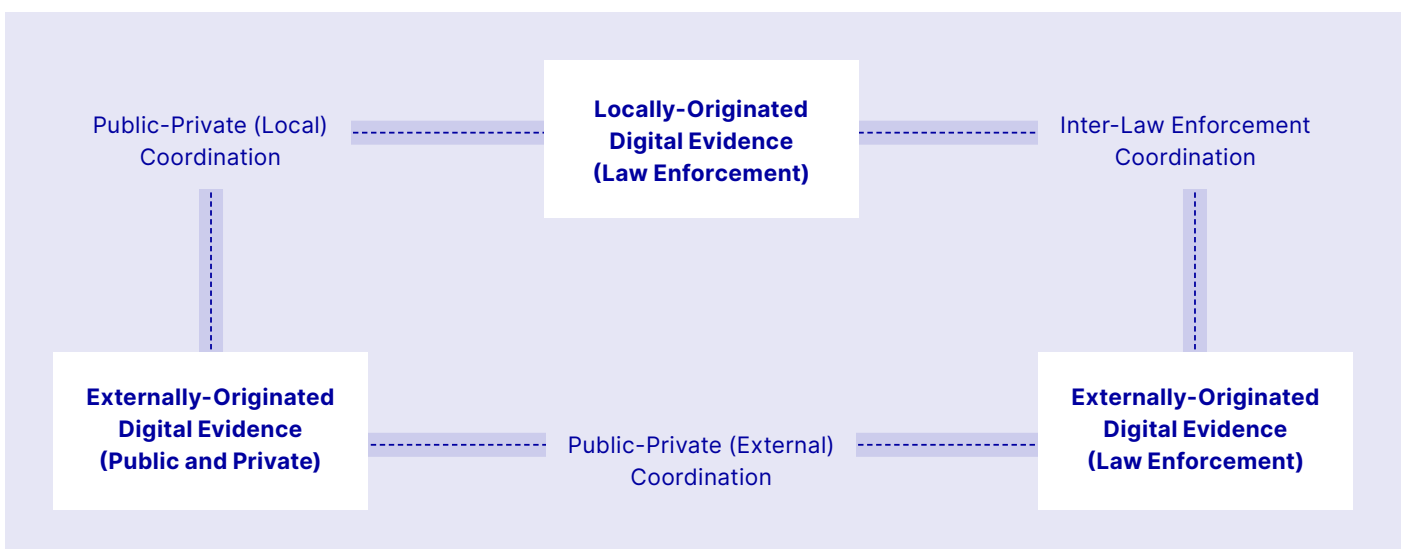 Public-Private (Local)
Coordination
Locally-Originated
Digital Evidence
(Law Enforcement)
Inter-Law Enforcement
Coordination
Externally-Originated
Digital Evidence
(Public and Private)
Public-Private (External)
Coordination
Externally-Originated
Digital Evidence
(Law Enforcement)